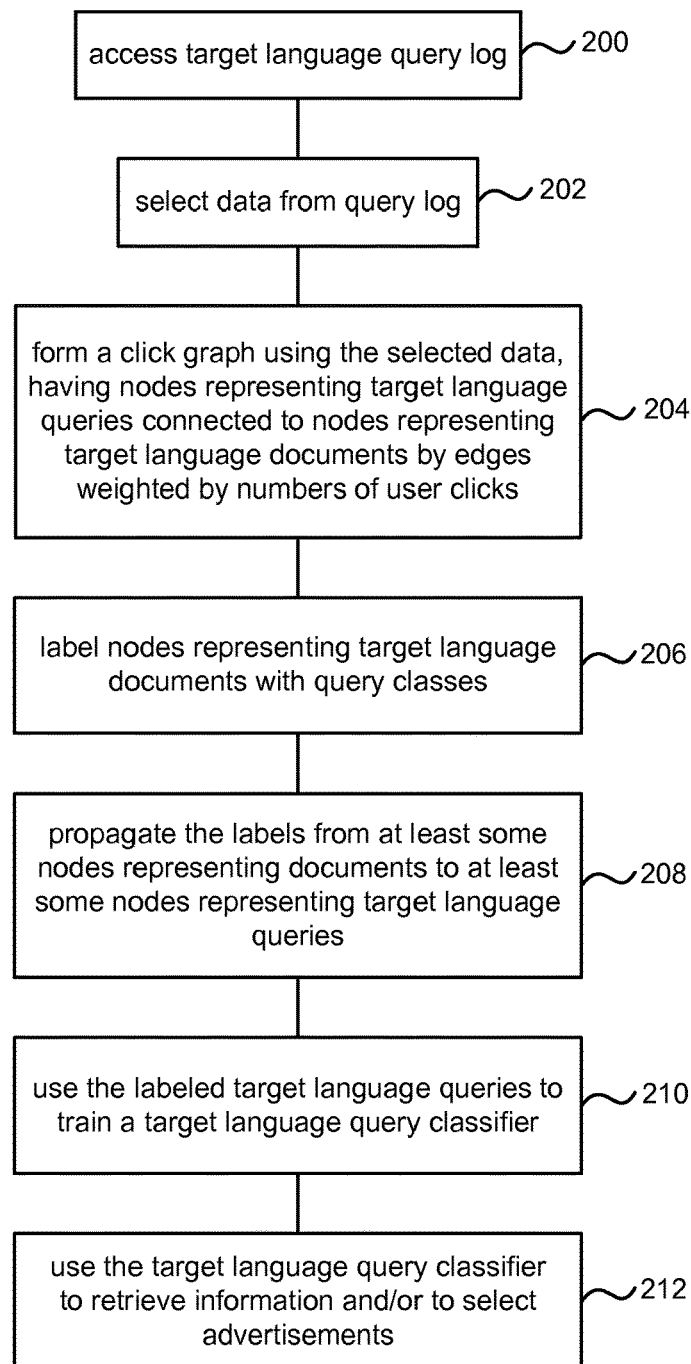 access target language query log
200
select data from query log
202
form a click graph using the selected data,
having nodes representing target language
queries connected to nodes representing
target language documents by edges
weighted by numbers of user clicks
204
label nodes representing target language
documents with query classes
206
propagate the labels from at least some
nodes representing documents to at least
some nodes representing target language
queries
208
use the labeled target language queries to
train a target language query classifier
210
use the target language query classifier
to retrieve information and/or to select
advertisements
212